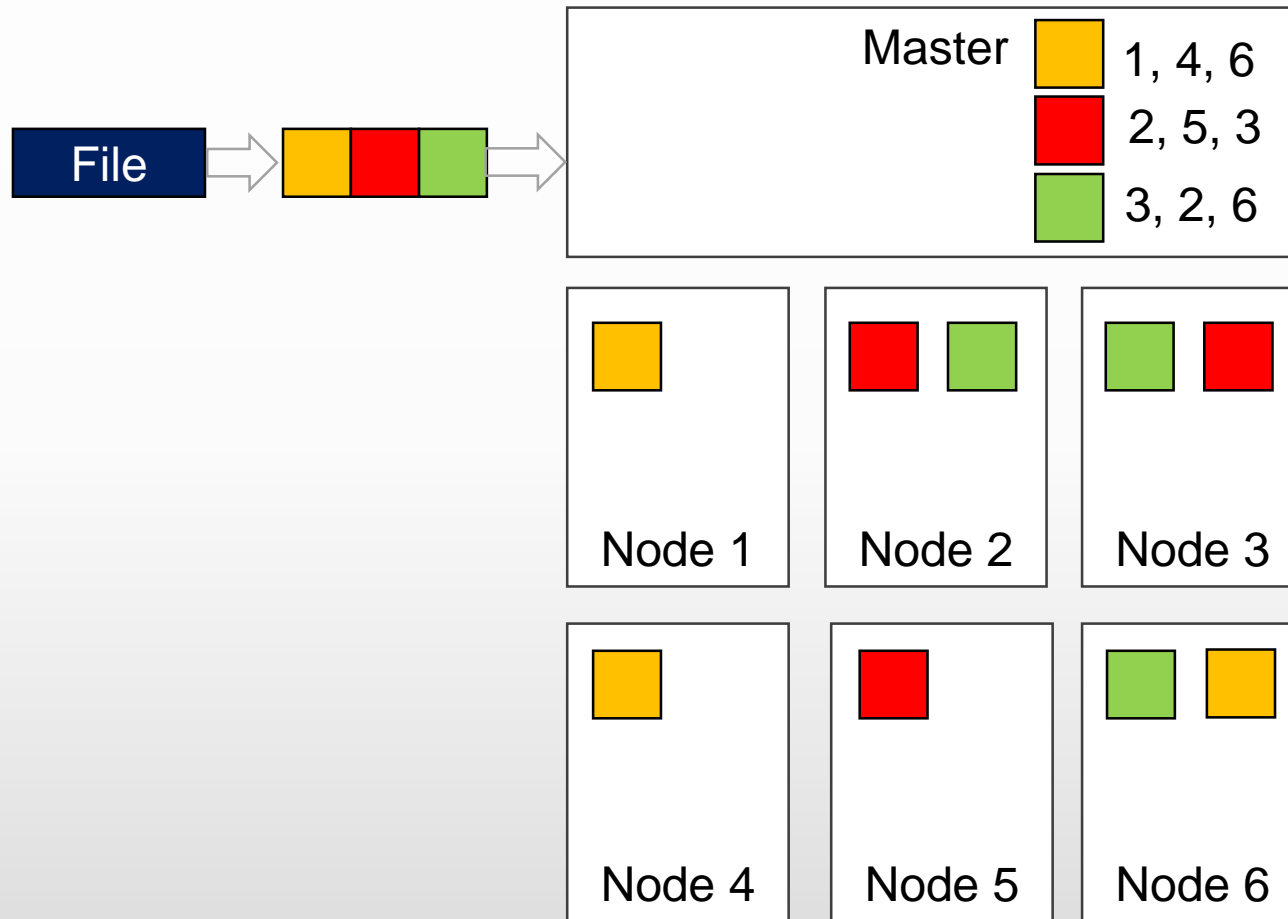 Master
1, 4, 6
File
2, 5, 3
3, 2, 6
Node 1
Node 2
Node 3
Node 4
Node 5
Node 6